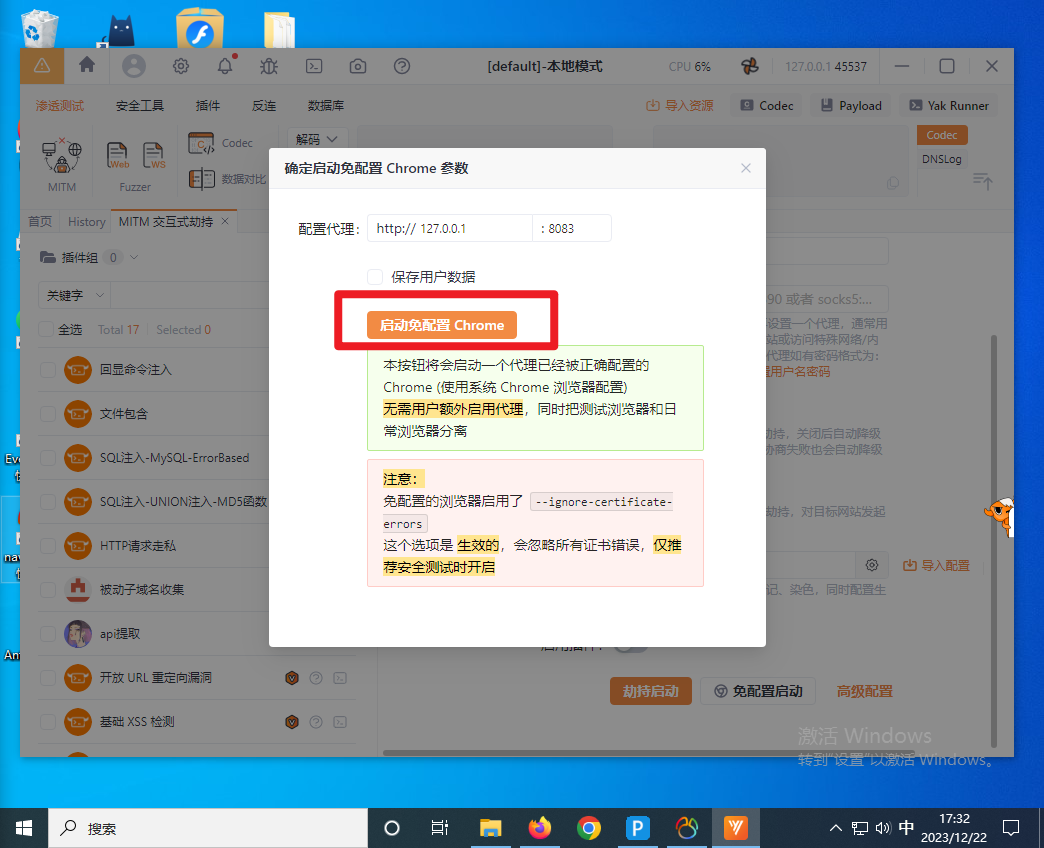 [default]-本地模式
CPU 6%
127.0.0.1 45537
渗透测试
安全工具
插件
反连
数据库
导入资源
Codec
Payload
Yak Runner
MITM
Web
WS
Fuzzer
Codec
数据对比
解码
Codec
DNSLog
首页
History
MITM 交互式劫持
插件组 0
关键字
全选 Total 17 Selected 0
回显命令注入
文件包含
SQL注入-MySQL-ErrorBased
SQL注入-UNION注入-MD5函数
HTTP请求走私
被动子域名收集
api提取
开放 URL 重定向漏洞
基础 XSS 检测
确定启动免配置 Chrome 参数
配置代理:
http:// 127.0.0.1
: 8083
保存用户数据
启动免配置 Chrome
本按钮将会启动一个代理已经被正确配置的
Chrome (使用系统 Chrome 浏览器配置)
无需用户额外启用代理，同时把测试浏览器和日
常浏览器分离
注意：
免配置的浏览器启用了 --ignore-certificate-
errors
这个选项是 生效的，会忽略所有证书错误，仅推
荐安全测试时开启
90 或者 socks5:...
设置一个代理，通常用
站或访问特殊网络/内
代理如有密码格式为：
用户名密码
劫持，关闭后自动降级
协商失败也会自动降级
劫持，对目标网站发起
导入配置
记、染色，同时配置生
劫持启动
免配置启动
高级配置
激活 Windows
转到"设置"以激活 Windows。
Eve
nav
Ant
搜索
中
17:32
2023/12/22